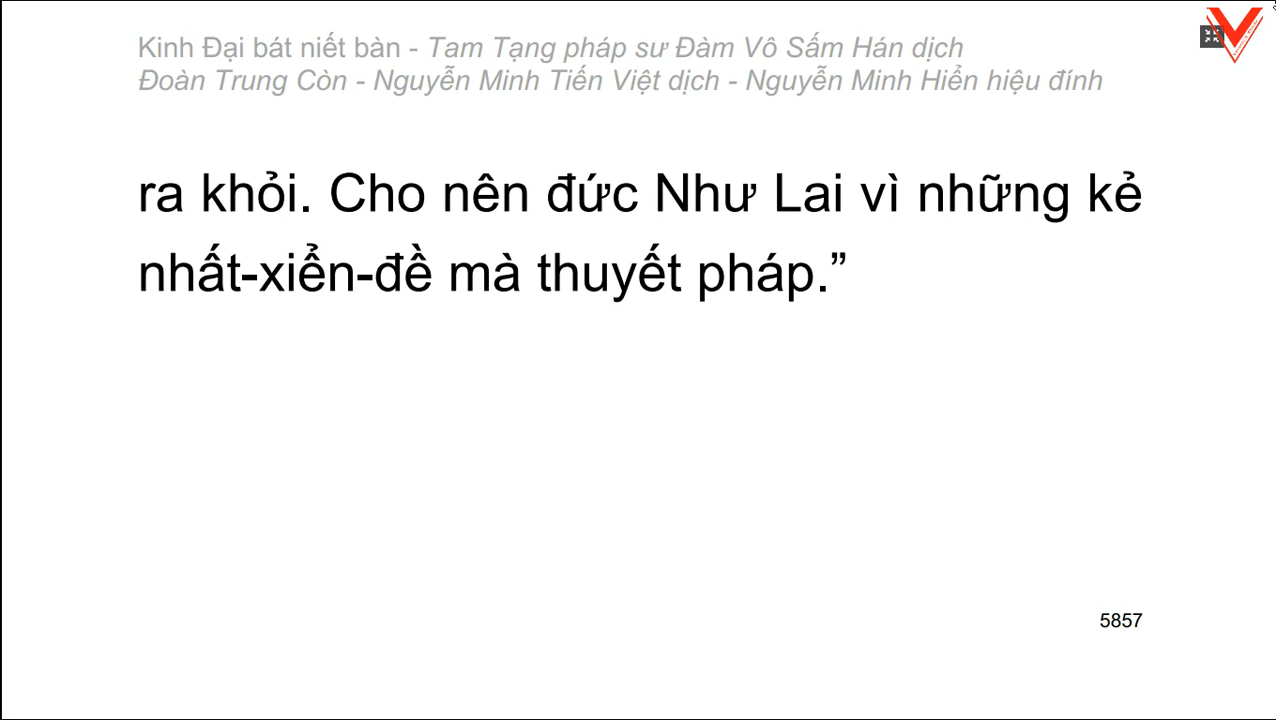 Kinh Đại bát niết bàn - Tam Tạng pháp sư Đàm Vô Sấm Hán dịch
Đoàn Trung Còn - Nguyễn Minh Tiến Việt dịch - Nguyễn Minh Hiển hiệu đính
ra khỏi. Cho nên đức Như Lai vì những kẻ
nhất-xiển-đề mà thuyết pháp.”
5857